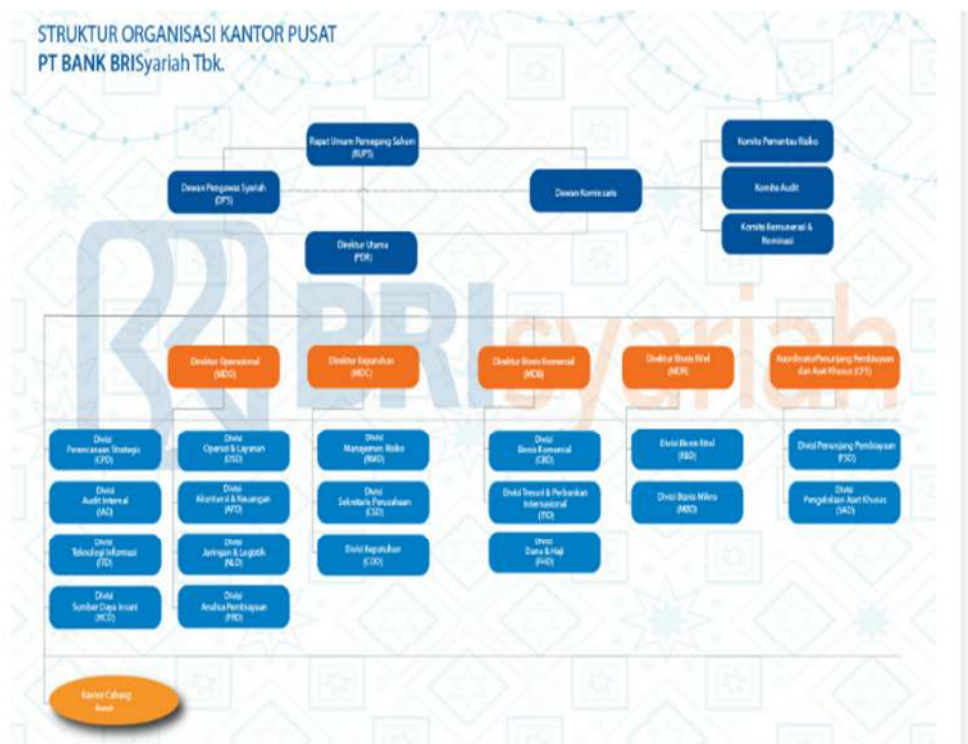 STRUKTUR ORGANISASI KANTOR PUSAT
PT BANK BRISyariah Tbk.
Rapat Umum Pemegang Saham
(RUPS)
Komite Pemantau Risiko
Dewan Pengawas Syariah
(DPS)
Dewan Komisaris
Komite Audit
Komite Remunerasi &
Nominasi
Direktur Utama
(PDR)
BRIsyariah
Direktur Operasional
(MDO)
Direktur Kepatuhan
(MDC)
Direktur Bisnis Komersial
(MDB)
Direktur Bisnis Ritel
(MDR)
Koordinator Penunjang Pembiayaan
dan Aset Khusus (CFS)
Divisi
Perencanaan Strategis
(CPD)
Divisi
Operasi & Layanan
(OSD)
Divisi
Manajemen Risiko
(RMD)
Divisi
Bisnis Komersial
(CBD)
Divisi Bisnis Ritel
(RBD)
Divisi Penunjang Pembiayaan
(FSD)
Divisi
Audit Internal
(IAD)
Divisi
Akuntansi & Keuangan
(AFD)
Divisi
Sekretaris Perusahaan
(CSD)
Divisi Tresuri & Perbankan
Internasional
(TID)
Divisi Bisnis Mikro
(MBD)
Divisi
Pengelolaan Aset Khusus
(SAD)
Divisi
Teknologi Informasi
(ITD)
Divisi
Jaringan & Logistik
(NLD)
Divisi Kepatuhan
(COD)
Divisi
Dana & Haji
(FHD)
Divisi
Sumber Daya Insani
(HCD)
Divisi
Analisa Pembiayaan
(FRD)
Kantor Cabang